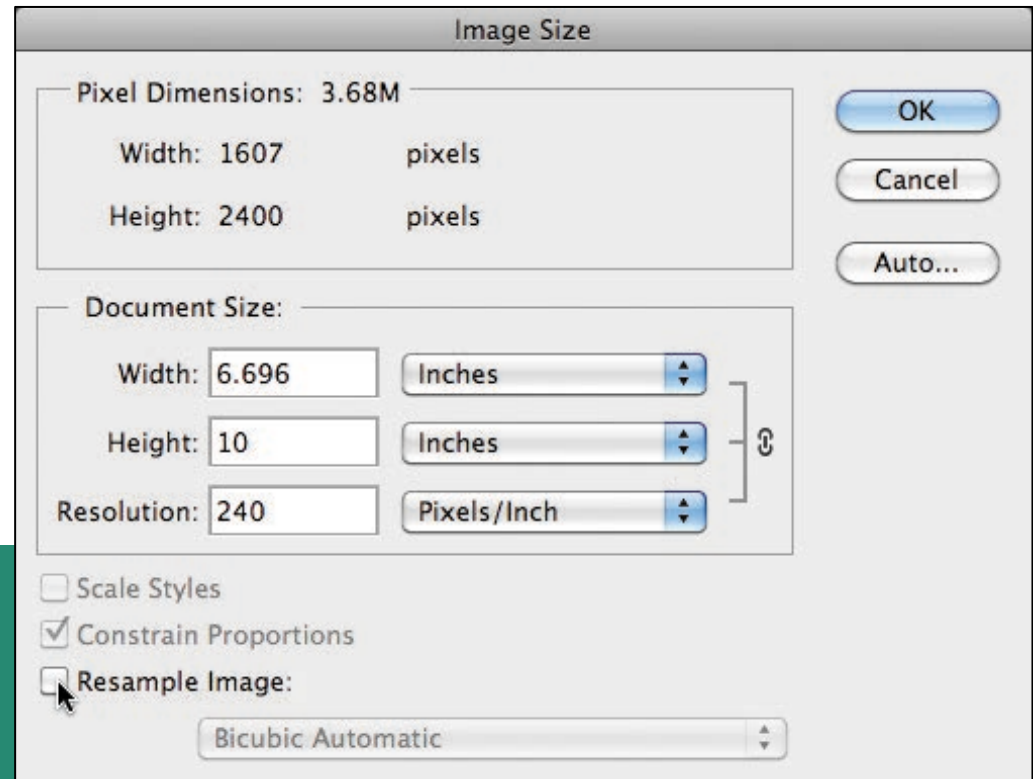 Image Size
Pixel Dimensions: 3.68M
OK
Width: 1607 pixels
Cancel
Height: 2400 pixels
Auto...
Document Size:
Width: 6.696 Inches
Height: 10 Inches
Resolution: 240 Pixels/Inch
Scale Styles
Constrain Proportions
Resample Image:
Bicubic Automatic